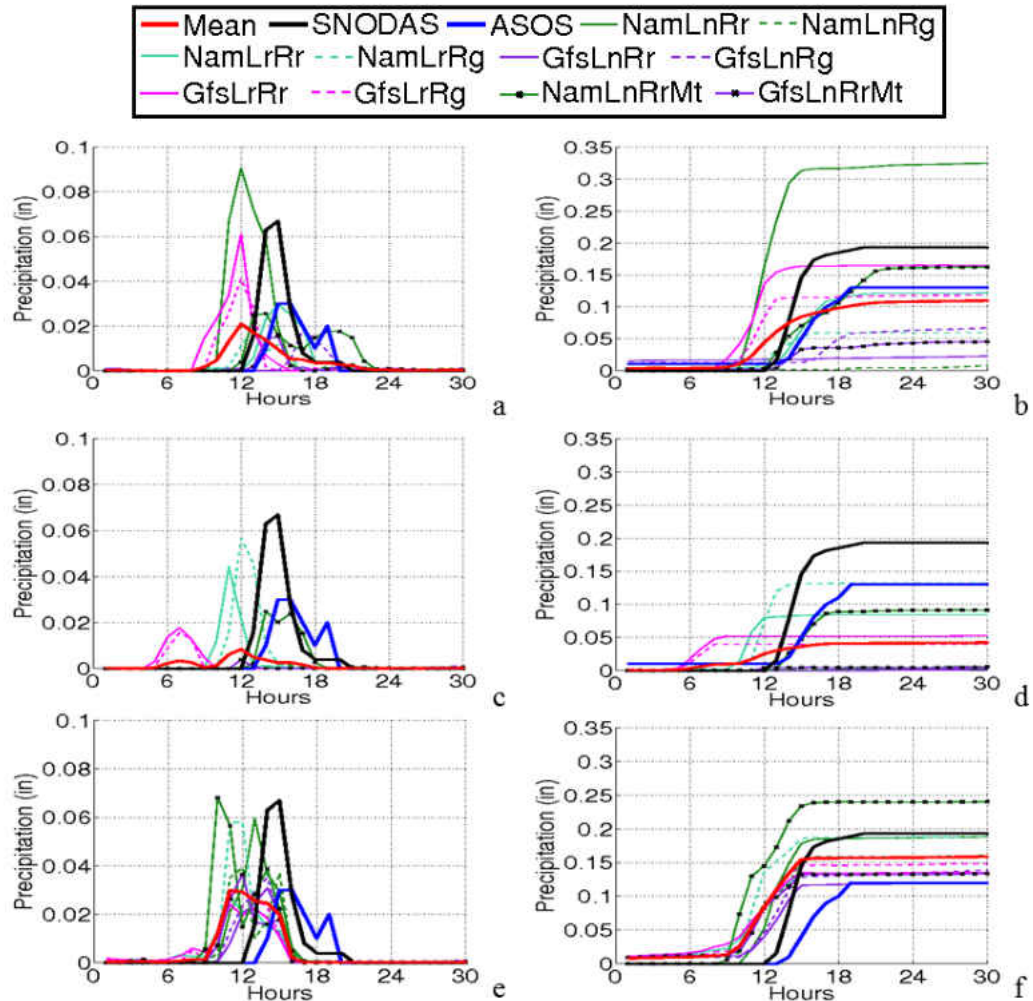 Mean SNODAS ASOS NamLnRr NamLnRg
NamLrRr NamLrRg GfsLnRr GfsLnRg
GfsLrRr GfsLrRg NamLnRrMt GfsLnRrMt
Precipitation (in)
0.1
0.08
0.06
0.04
0.02
0
0 6 12 18 24 30
Hours
a
Precipitation (in)
0.35
0.3
0.25
0.2
0.15
0.1
0.05
0
0 6 12 18 24 30
Hours
b
Precipitation (in)
0.1
0.08
0.06
0.04
0.02
0
0 6 12 18 24 30
Hours
c
Precipitation (in)
0.35
0.3
0.25
0.2
0.15
0.1
0.05
0
0 6 12 18 24 30
Hours
d
Precipitation (in)
0.1
0.08
0.06
0.04
0.02
0
0 6 12 18 24 30
Hours
e
Precipitation (in)
0.35
0.3
0.25
0.2
0.15
0.1
0.05
0
0 6 12 18 24 30
Hours
f